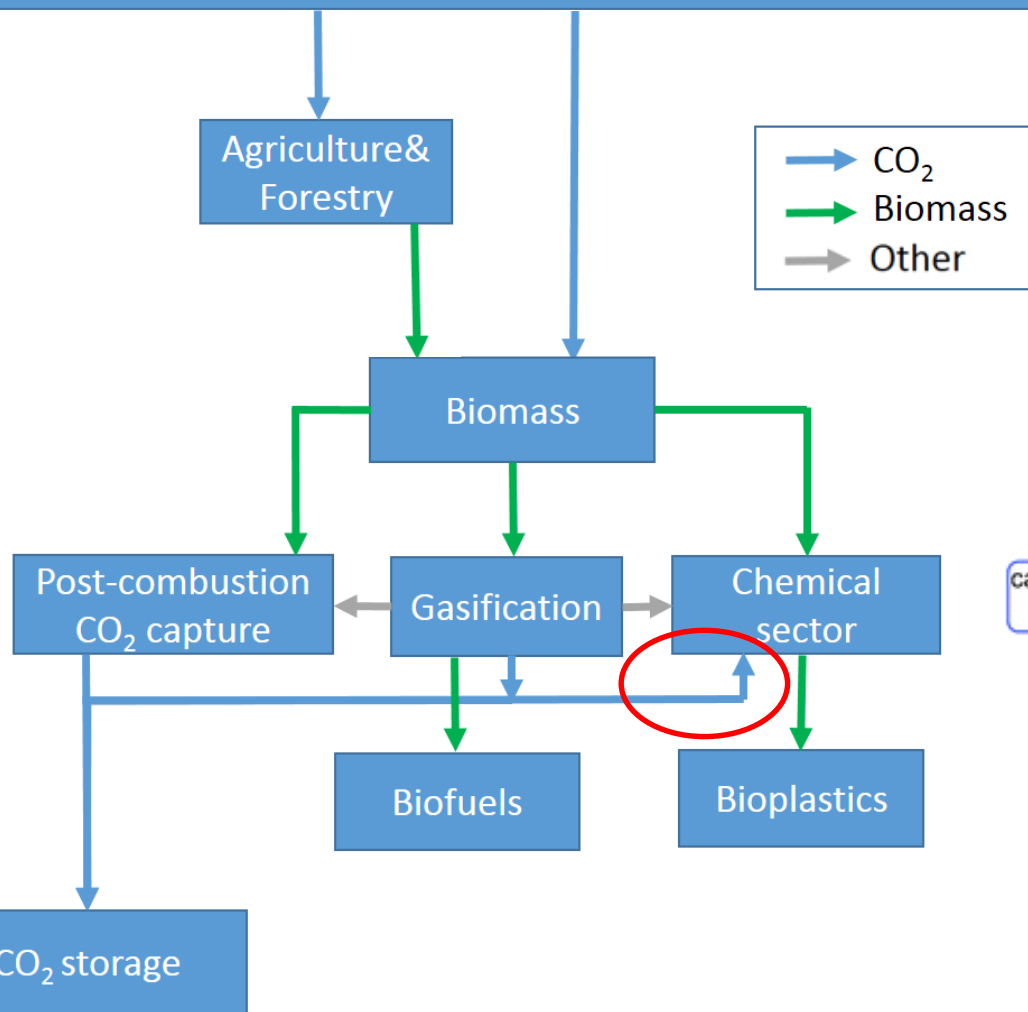 Agriculture&
Forestry
CO₂
Biomass
Other
Biomass
Post-combustion
CO₂ capture
Gasification
Chemical
sector
Biofuels
Bioplastics
CO₂ storage